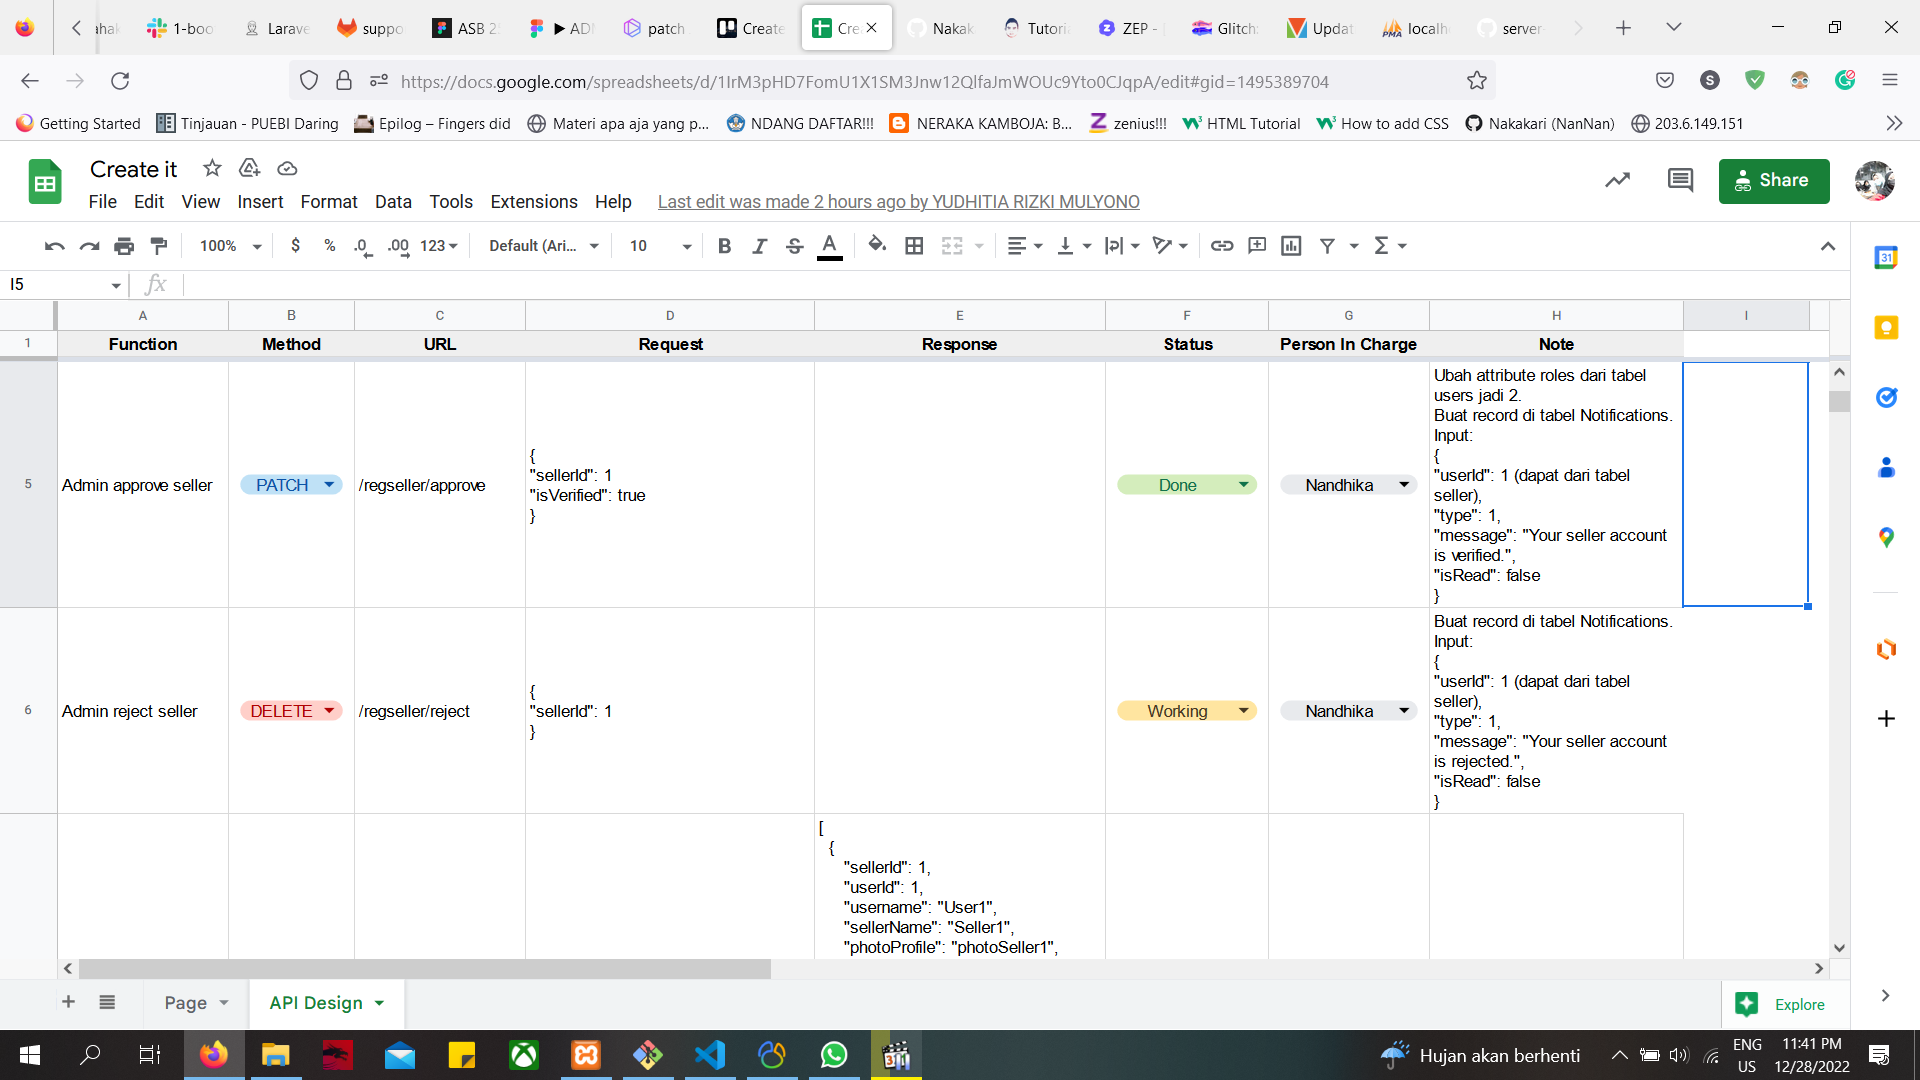 ahak
1-boo
Larave
suppo
ASB 2
AD
patch
Create
Cre
Nakak
Tutoria
ZEP -
Glitch
Updat
localh
server
https://docs.google.com/spreadsheets/d/1IrM3pHD7FomU1X1SM3Jnw12QlfaJmWOUc9Yto0CJqpA/edit#gid=1495389704
Getting Started
Tinjauan - PUEBI Daring
Epilog – Fingers did
Materi apa aja yang p...
NDANG DAFTAR!!!
NERAKA KAMBOJA: B...
zenius!!!
HTML Tutorial
How to add CSS
Nakakari (NanNan)
203.6.149.151
Create it
Share
File Edit View Insert Format Data Tools Extensions Help Last edit was made 2 hours ago by YUDHITIA RIZKI MULYONO
100% $ % .0 .00 123 Default (Ari... 10 B I S A
I5 fx
A B C D E F G H I
1 Function Method URL Request Response Status Person In Charge Note
5
Admin approve seller
PATCH
/regseller/approve
{
"sellerId": 1
"isVerified": true
}
Done
Nandhika
Ubah attribute roles dari tabel
users jadi 2.
Buat record di tabel Notifications.
Input:
{
"userId": 1 (dapat dari tabel
seller),
"type": 1,
"message": "Your seller account
is verified.",
"isRead": false
}
6
Admin reject seller
DELETE
/regseller/reject
{
"sellerId": 1
}
Working
Nandhika
Buat record di tabel Notifications.
Input:
{
"userId": 1 (dapat dari tabel
seller),
"type": 1,
"message": "Your seller account
is rejected.",
"isRead": false
}
[
{
"sellerId": 1,
"userId": 1,
"username": "User1",
"sellerName": "Seller1",
"photoProfile": "photoSeller1",
Page
API Design
Explore
Hujan akan berhenti
ENG
US
11:41 PM
12/28/2022